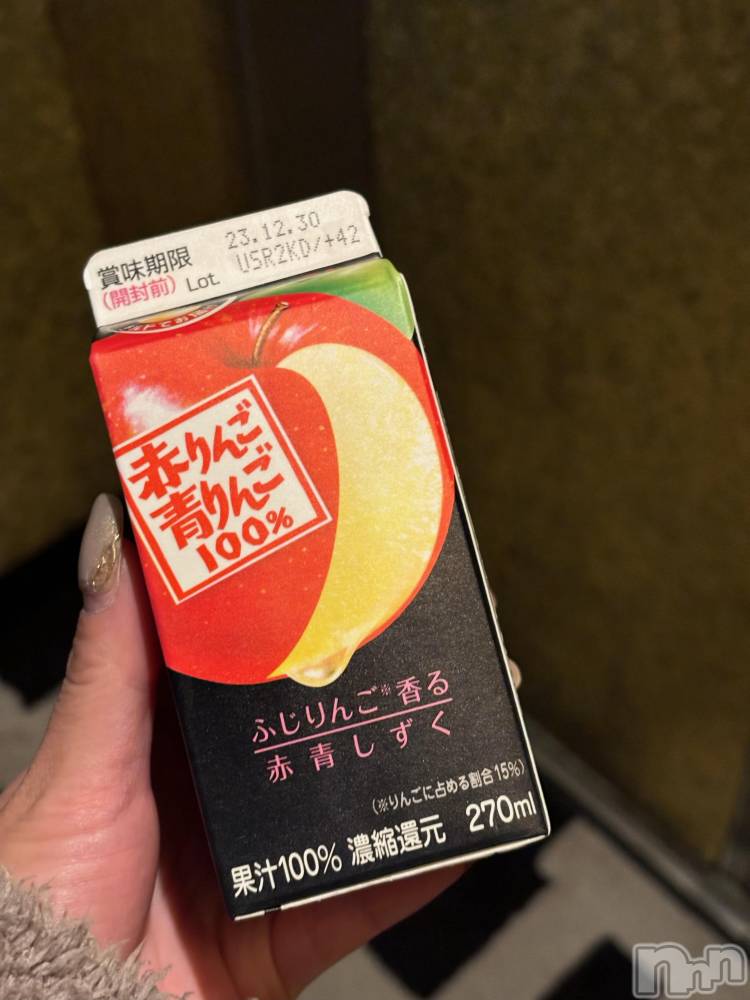 賞味期限 23.12.30
(開封前) Lot. U5R2KD/+42
赤りんご
青りんご
100%
ふじりんご※香る
赤青しずく
(※りんごに占める割合15%)
果汁100% 濃縮還元 270ml
nnn